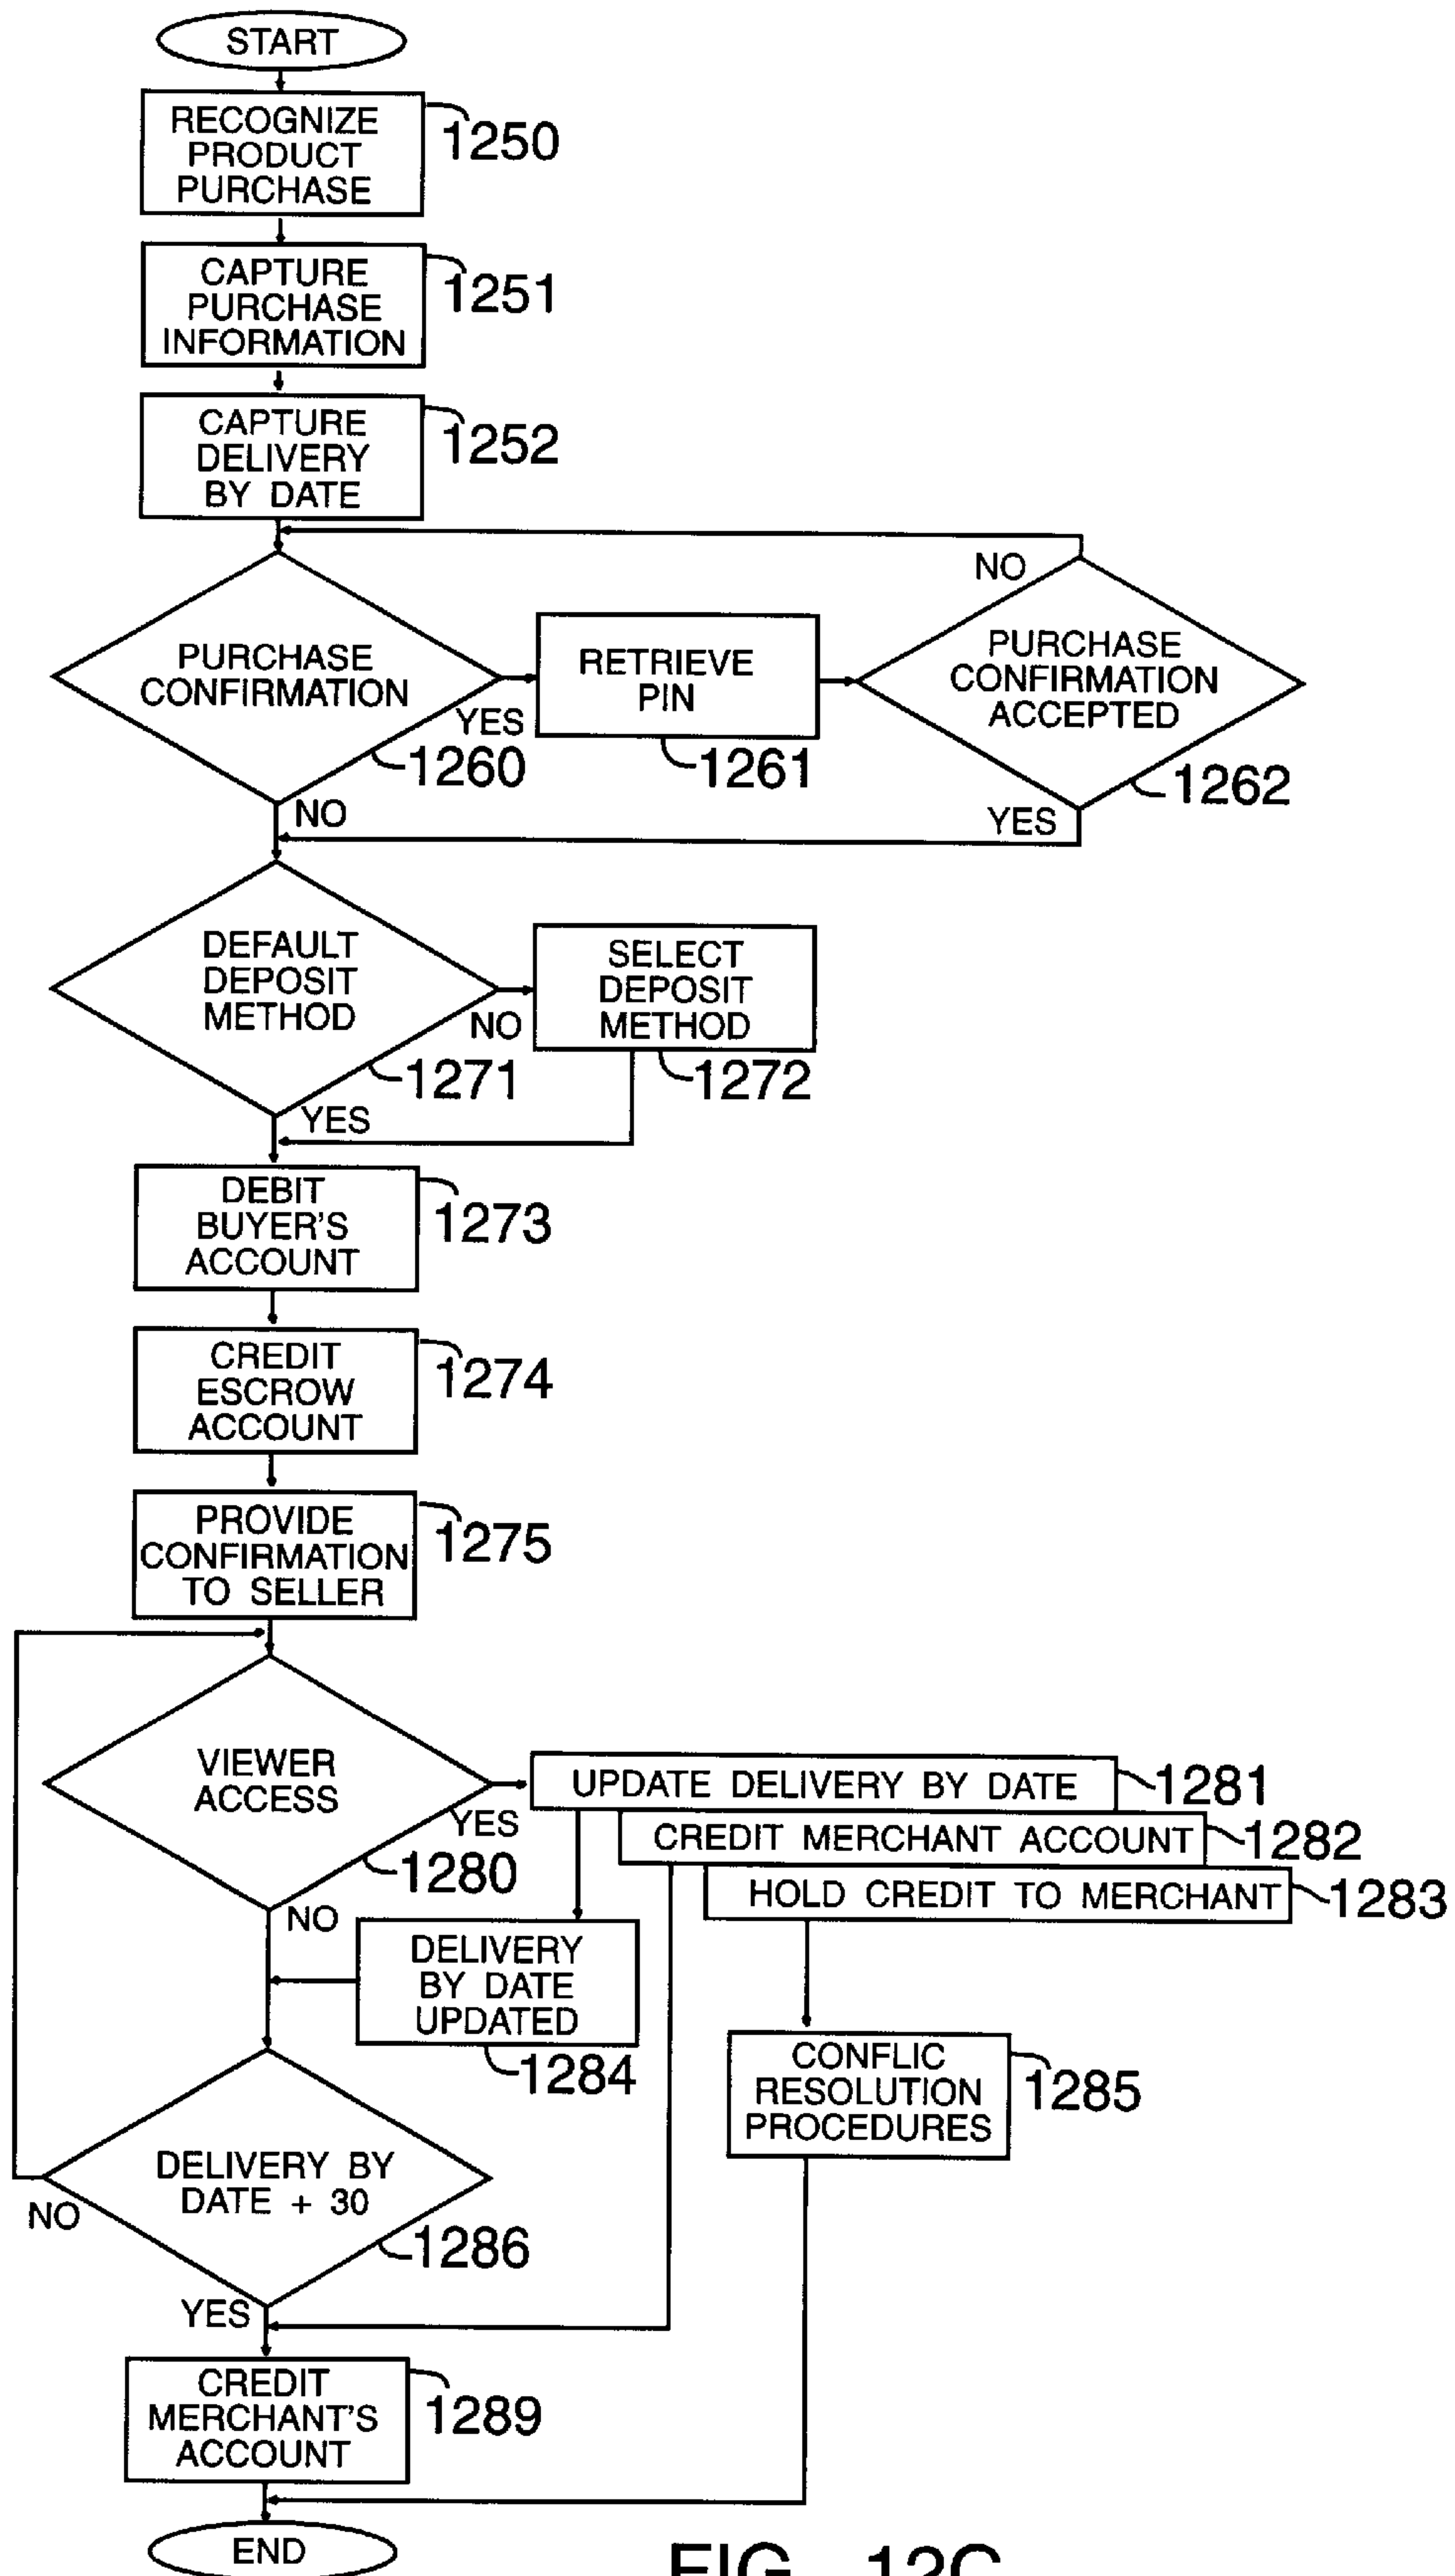 START
RECOGNIZE
PRODUCT
PURCHASE
1250
CAPTURE
PURCHASE
INFORMATION
1251
CAPTURE
DELIVERY
BY DATE
1252
PURCHASE
CONFIRMATION
YES
1260
NO
RETRIEVE
PIN
1261
NO
PURCHASE
CONFIRMATION
ACCEPTED
1262
YES
DEFAULT
DEPOSIT
METHOD
NO
1271
YES
SELECT
DEPOSIT
METHOD
1272
DEBIT
BUYER'S
ACCOUNT
1273
CREDIT
ESCROW
ACCOUNT
1274
PROVIDE
CONFIRMATION
TO SELLER
1275
VIEWER
ACCESS
YES
1280
NO
UPDATE DELIVERY BY DATE
1281
CREDIT MERCHANT ACCOUNT
1282
HOLD CREDIT TO MERCHANT
1283
DELIVERY
BY DATE
UPDATED
1284
CONFLIC
RESOLUTION
PROCEDURES
1285
DELIVERY BY
DATE + 30
NO
1286
YES
CREDIT
MERCHANT'S
ACCOUNT
1289
END
FIG. 12C